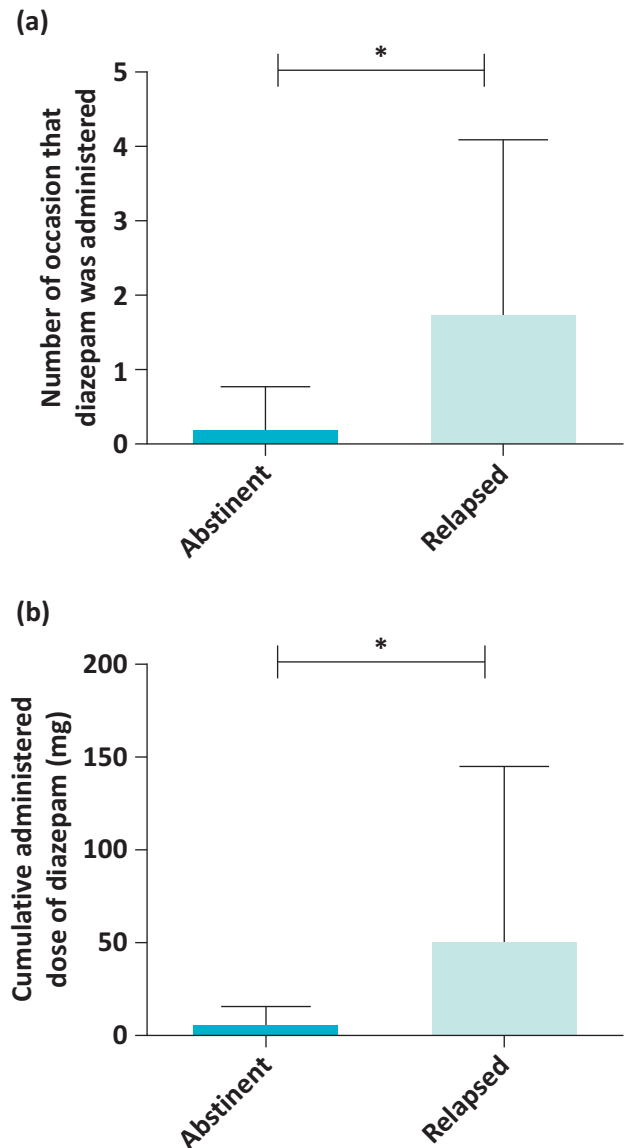 (a)
Number of occasion that
diazepam was administered
5
4
3
2
1
0
*
Abstinent
Relapsed
(b)
Cumulative administered
dose of diazepam (mg)
200
150
100
50
0
*
Abstinent
Relapsed